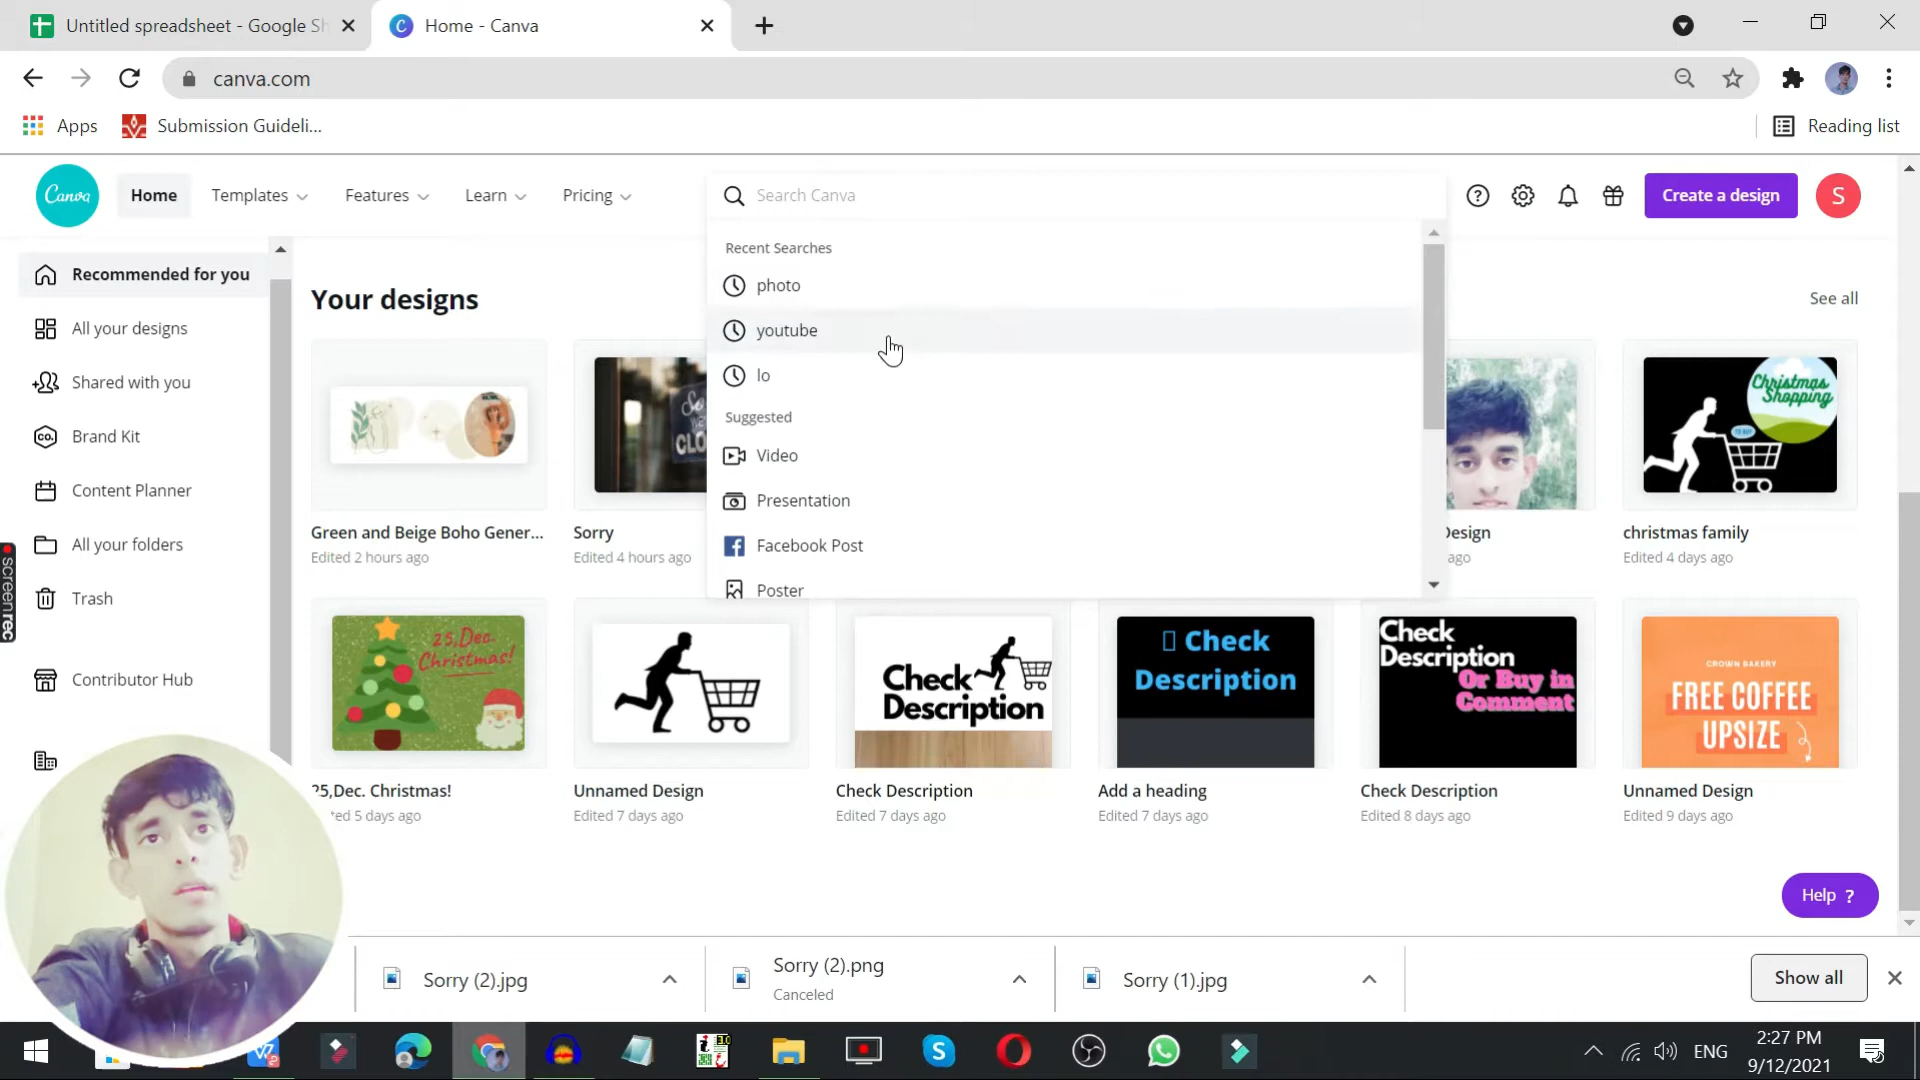 Untitled spreadsheet - Google Sh
Home - Canva
canva.com
Apps
Submission Guideli...
Reading list
Canva
Home
Templates
Features
Learn
Pricing
Search Canva
Create a design
S
Recommended for you
All your designs
Shared with you
Brand Kit
Content Planner
All your folders
Trash
Contributor Hub
screenrec
Your designs
See all
Recent Searches
photo
youtube
lo
Suggested
Video
Presentation
Facebook Post
Poster
Green and Beige Boho Gener...
Edited 2 hours ago
Sorry
Edited 4 hours ago
Design
ago
Christmas
Shopping
christmas family
Edited 4 days ago
25,Dec.
Christmas!
25,Dec. Christmas!
ted 5 days ago
Unnamed Design
Edited 7 days ago
Check
Description
Check Description
Edited 7 days ago
Check
Description
Add a heading
Edited 7 days ago
Check
Description
Or Buy in
Comment
Check Description
Edited 8 days ago
CROWN BAKERY
FREE COFFEE
UPSIZE
Unnamed Design
Edited 9 days ago
Help ?
Sorry (2).jpg
Sorry (2).png
Canceled
Sorry (1).jpg
Show all
ENG
2:27 PM
9/12/2021